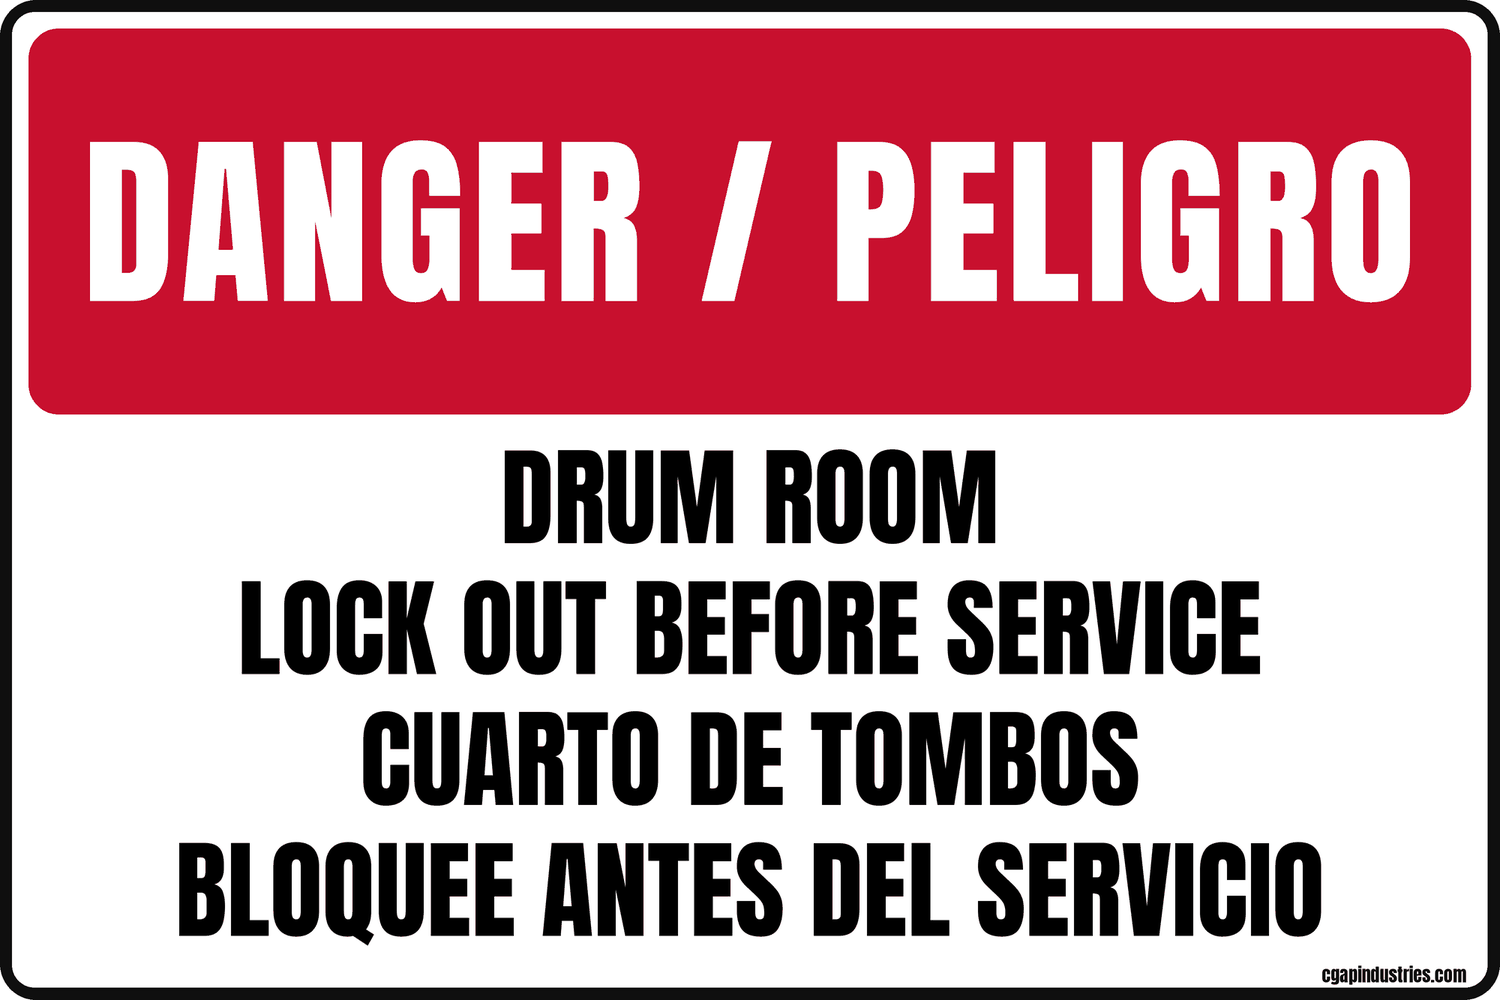 DANGER / PELIGRO
DRUM ROOM
LOCK OUT BEFORE SERVICE
CUARTO DE TOMBOS
BLOQUEE ANTES DEL SERVICIO
cgapindustries.com